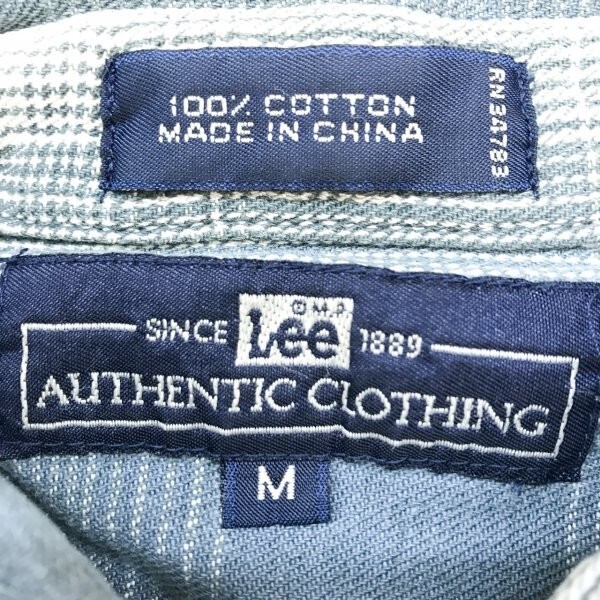 100% COTTON
MADE IN CHINA
RN34783
® M.R.
SINCE Lee 1889
AUTHENTIC CLOTHING
M